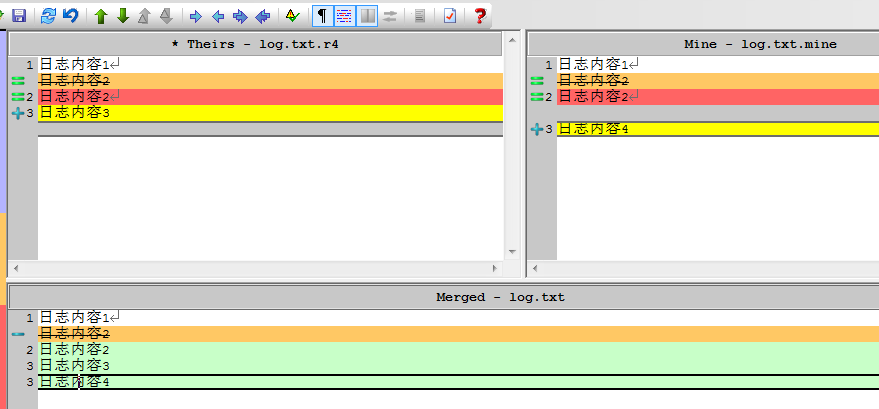 * Theirs - log.txt.r4
1 日志内容1
日志内容2
2 日志内容2
3 日志内容3
Mine - log.txt.mine
1 日志内容1
日志内容2
2 日志内容2
3 日志内容4
Merged - log.txt
1 日志内容1
日志内容2
2 日志内容2
3 日志内容3
3 日志内容4